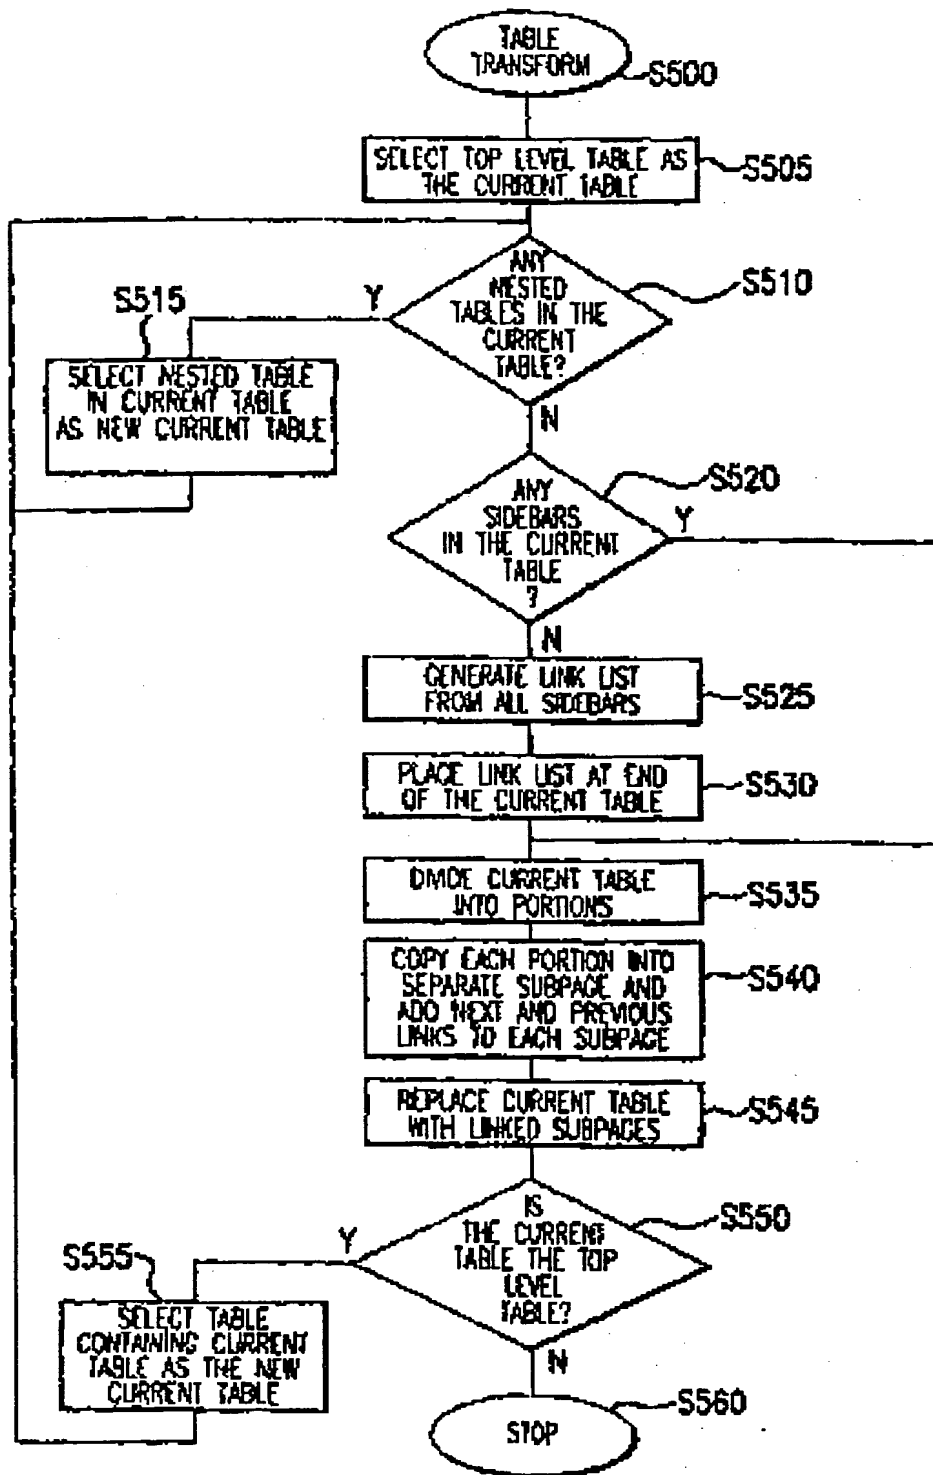 TABLE
TRANSFORM
S500
SELECT TOP LEVEL TABLE AS
THE CURRENT TABLE
S505
ANY
NESTED
TABLES IN THE
CURRENT
TABLE?
S510
Y
N
S515
SELECT NESTED TABLE
IN CURRENT TABLE
AS NEW CURRENT TABLE
ANY
SIDEBARS
IN THE CURRENT
TABLE
?
S520
Y
N
GENERATE LINK LIST
FROM ALL SIDEBARS
S525
PLACE LINK LIST AT END
OF THE CURRENT TABLE
S530
DIVIDE CURRENT TABLE
INTO PORTIONS
S535
COPY EACH PORTION INTO
SEPARATE SUBPAGE AND
ADD NEXT AND PREVIOUS
LINKS TO EACH SUBPAGE
S540
REPLACE CURRENT TABLE
WITH LINKED SUBPAGES
S545
IS
THE CURRENT
TABLE THE TOP
LEVEL
TABLE?
S550
Y
N
S555
SELECT TABLE
CONTAINING CURRENT
TABLE AS THE NEW
CURRENT TABLE
STOP
S560